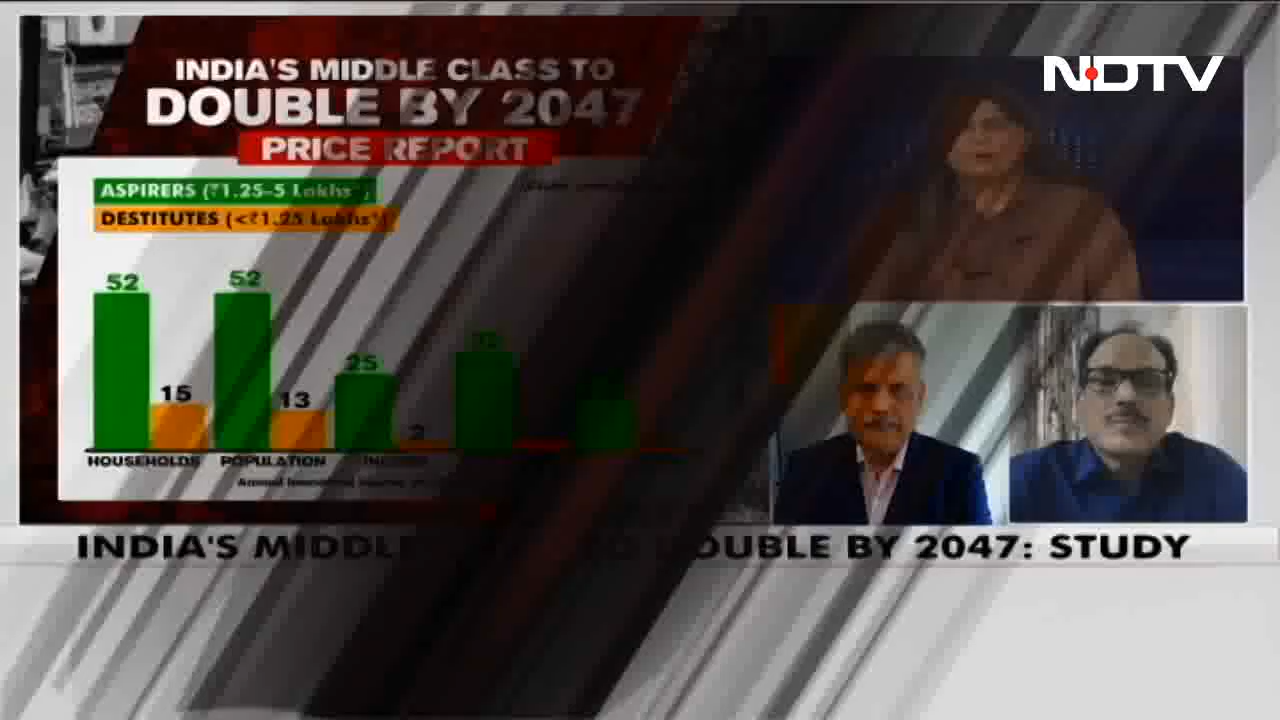 INDIA'S MIDDLE CLASS TO
DOUBLE BY 2047
PRICE REPORT
NDTV
ASPIRERS (₹1.25-5 Lakhs*)
DESTITUTES (<₹1.25 Lakhs*)
52
15
52
13
25
2
HOUSEHOLDS
POPULATION
Annual
INDIA'S MIDDL
DOUBLE BY 2047: STUDY